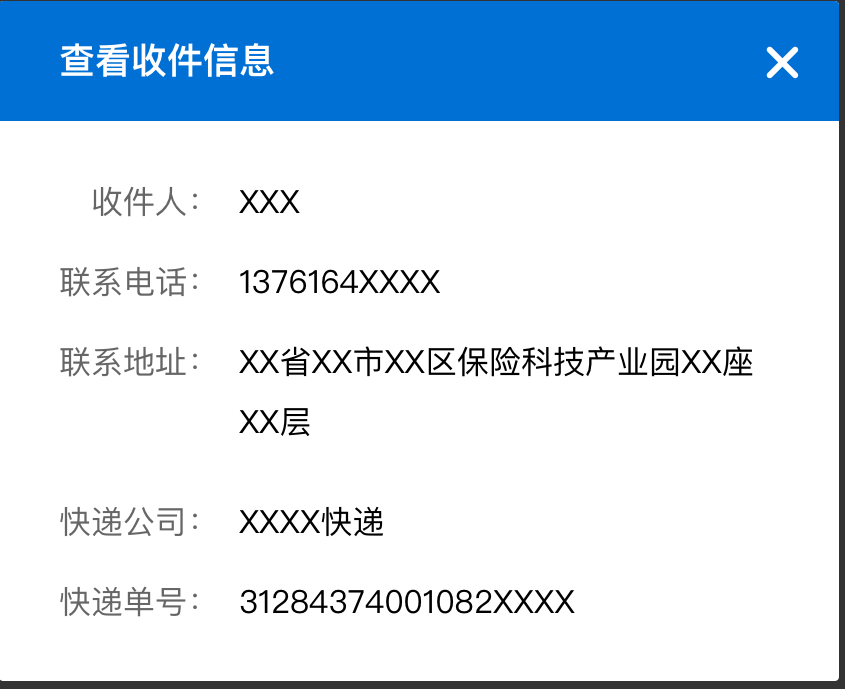 查看收件信息
收件人： XXX
联系电话： 1376164XXXX
联系地址： XX省XX市XX区保险科技产业园XX座
XX层
快递公司： XXXX快递
快递单号： 31284374001082XXXX